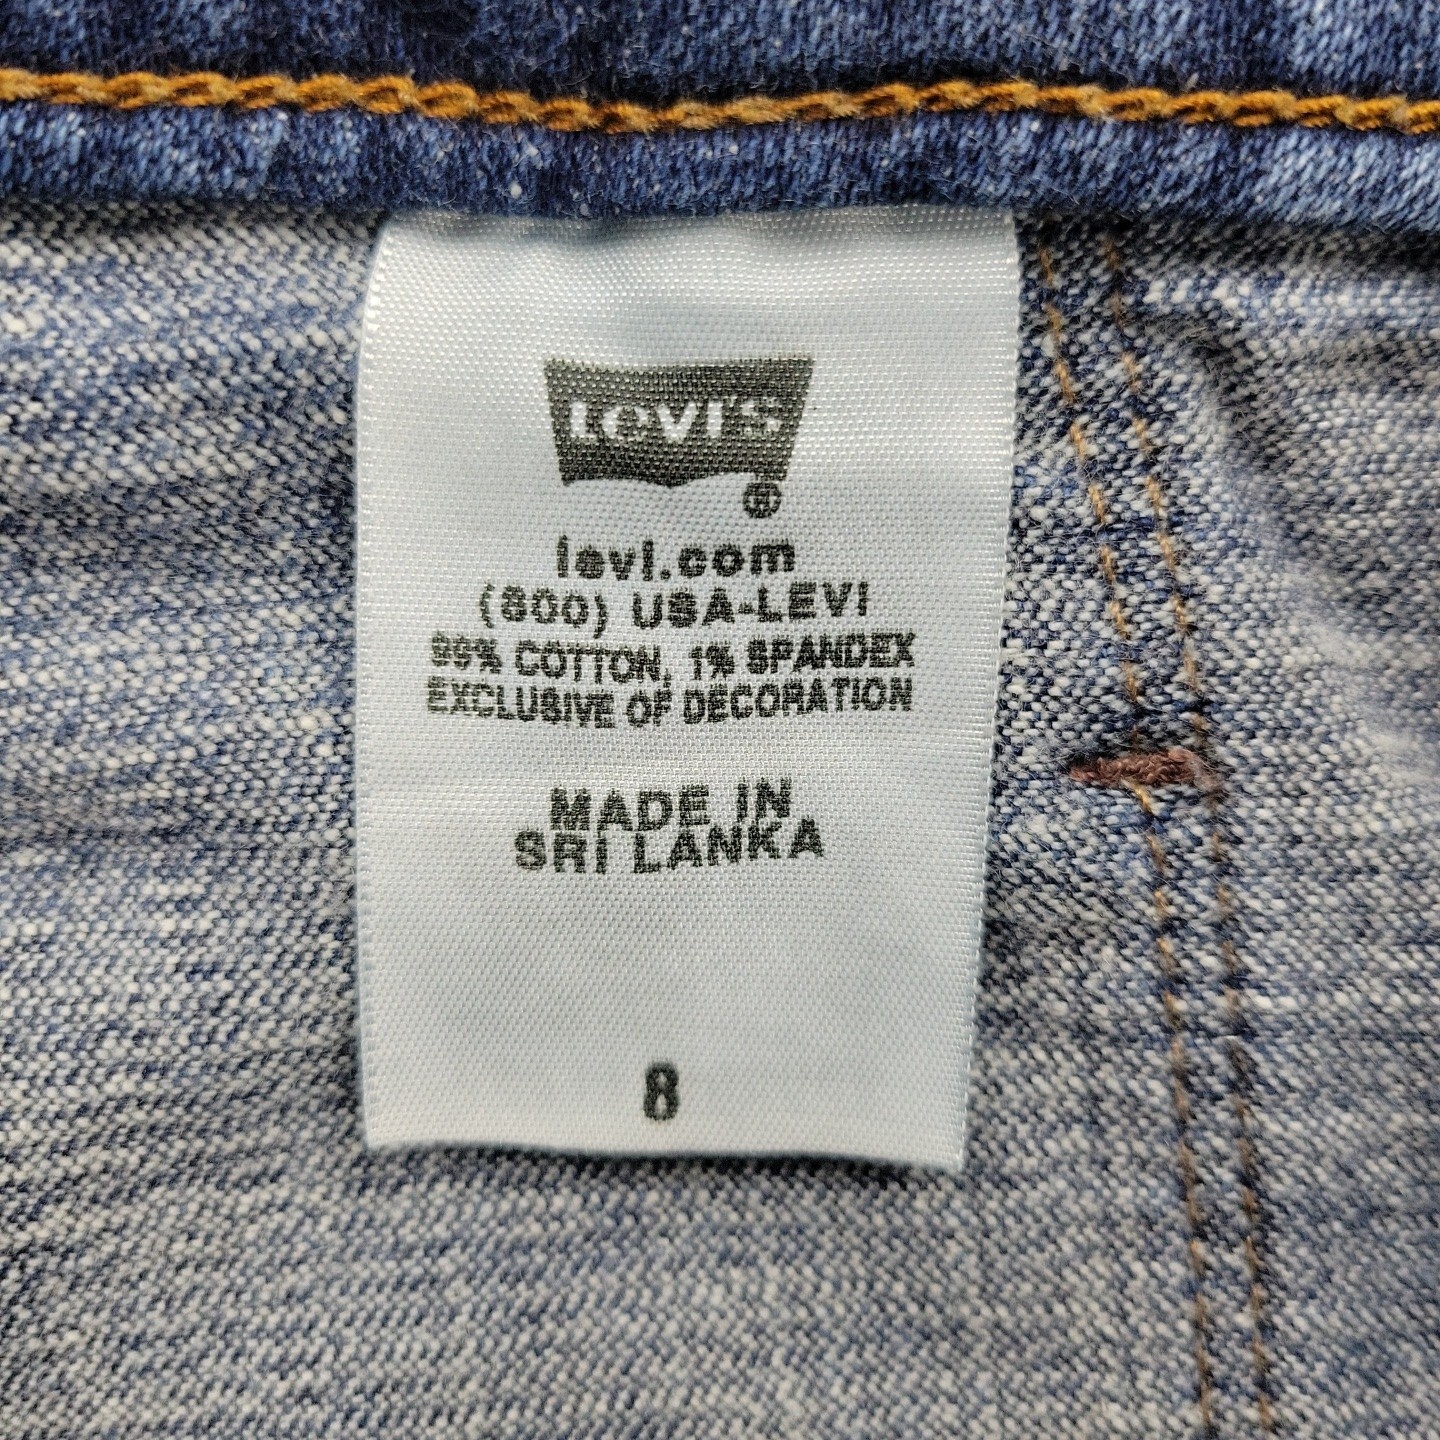 Levi's
®
levi.com
(800) USA-LEVI
99% COTTON, 1% SPANDEX
EXCLUSIVE OF DECORATION
MADE IN
SRI LANKA
8